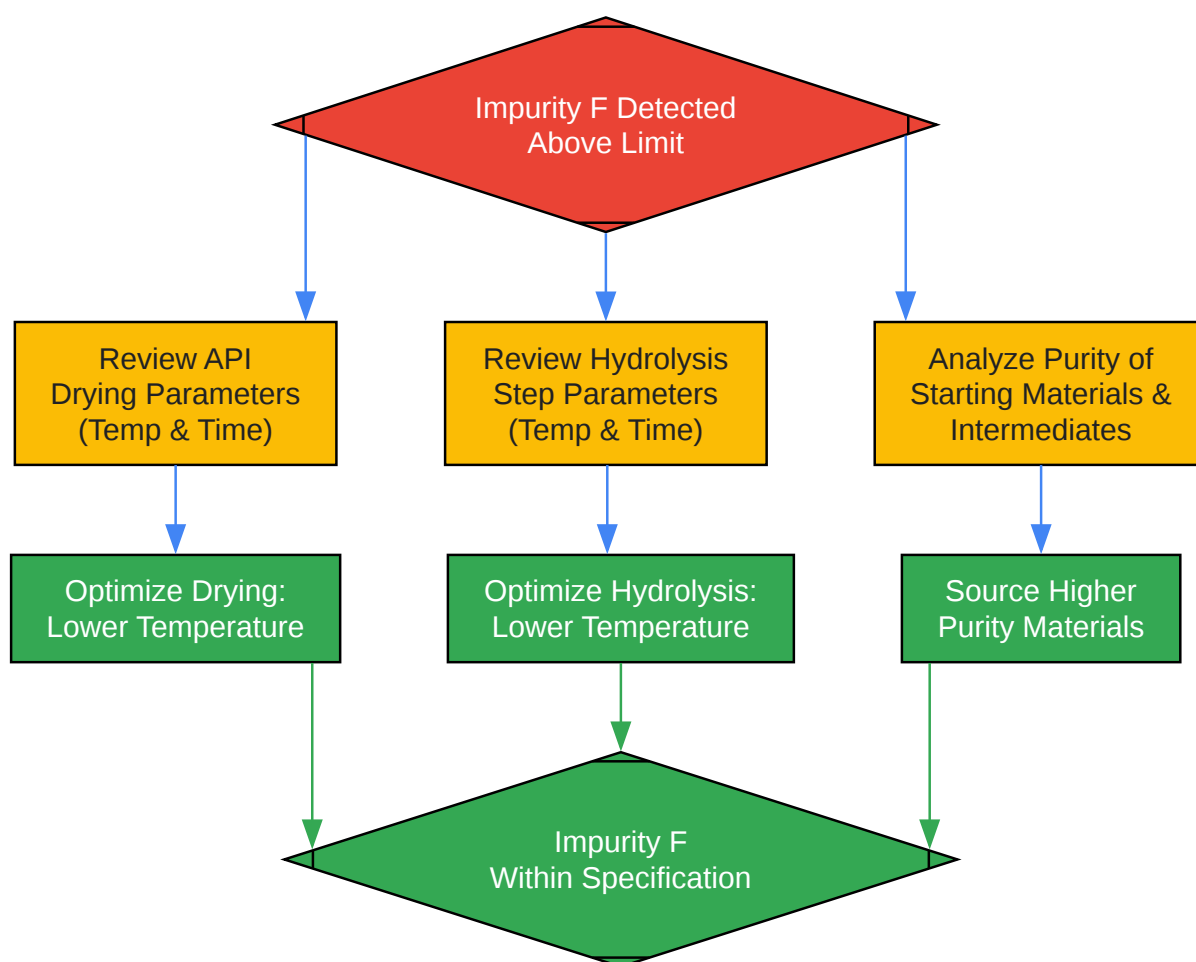 Impurity F Detected
Above Limit
Review API
Drying Parameters
(Temp & Time)
Review Hydrolysis
Step Parameters
(Temp & Time)
Analyze Purity of
Starting Materials &
Intermediates
Optimize Drying:
Lower Temperature
Optimize Hydrolysis:
Lower Temperature
Source Higher
Purity Materials
Impurity F
Within Specification